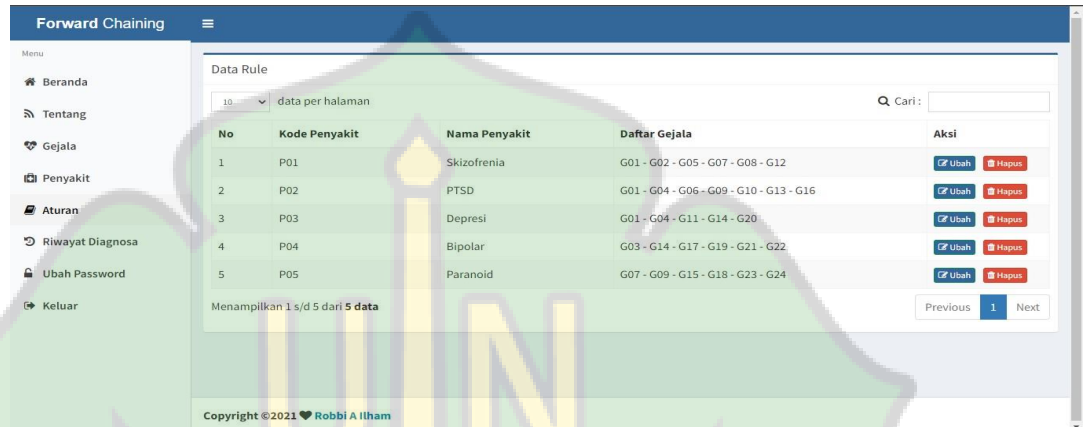 Forward Chaining
Menu
Beranda
Tentang
Gejala
Penyakit
Aturan
Riwayat Diagnosa
Ubah Password
Keluar
Data Rule
10 data per halaman Cari :
No Kode Penyakit Nama Penyakit Daftar Gejala Aksi
1 P01 Skizofrenia G01 - G02 - G05 - G07 - G08 - G12 Ubah Hapus
2 P02 PTSD G01 - G04 - G06 - G09 - G10 - G13 - G16 Ubah Hapus
3 P03 Depresi G01 - G04 - G11 - G14 - G20 Ubah Hapus
4 P04 Bipolar G03 - G14 - G17 - G19 - G21 - G22 Ubah Hapus
5 P05 Paranoid G07 - G09 - G15 - G18 - G23 - G24 Ubah Hapus
Menampilkan 1 s/d 5 dari 5 data Previous 1 Next
UIN
Copyright ©2021 Robbi A Ilham